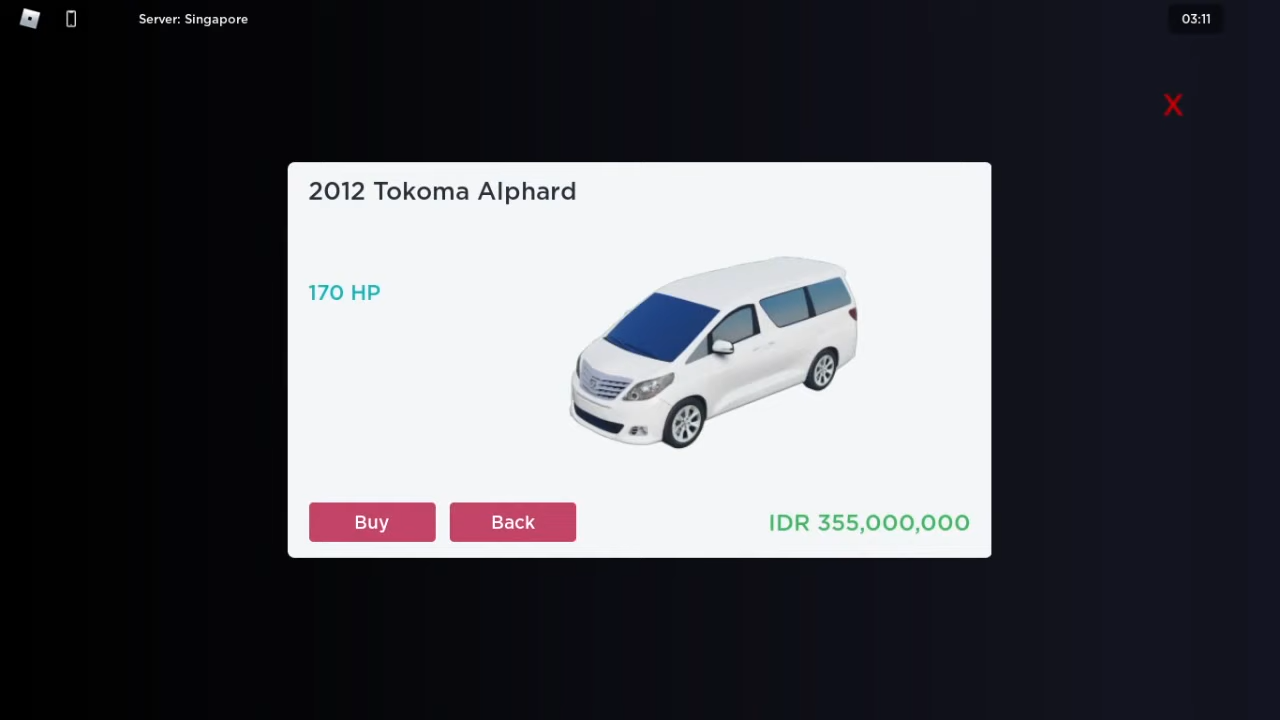 Server: Singapore
03:11
X
2012 Tokoma Alphard
170 HP
Buy
Back
IDR 355,000,000